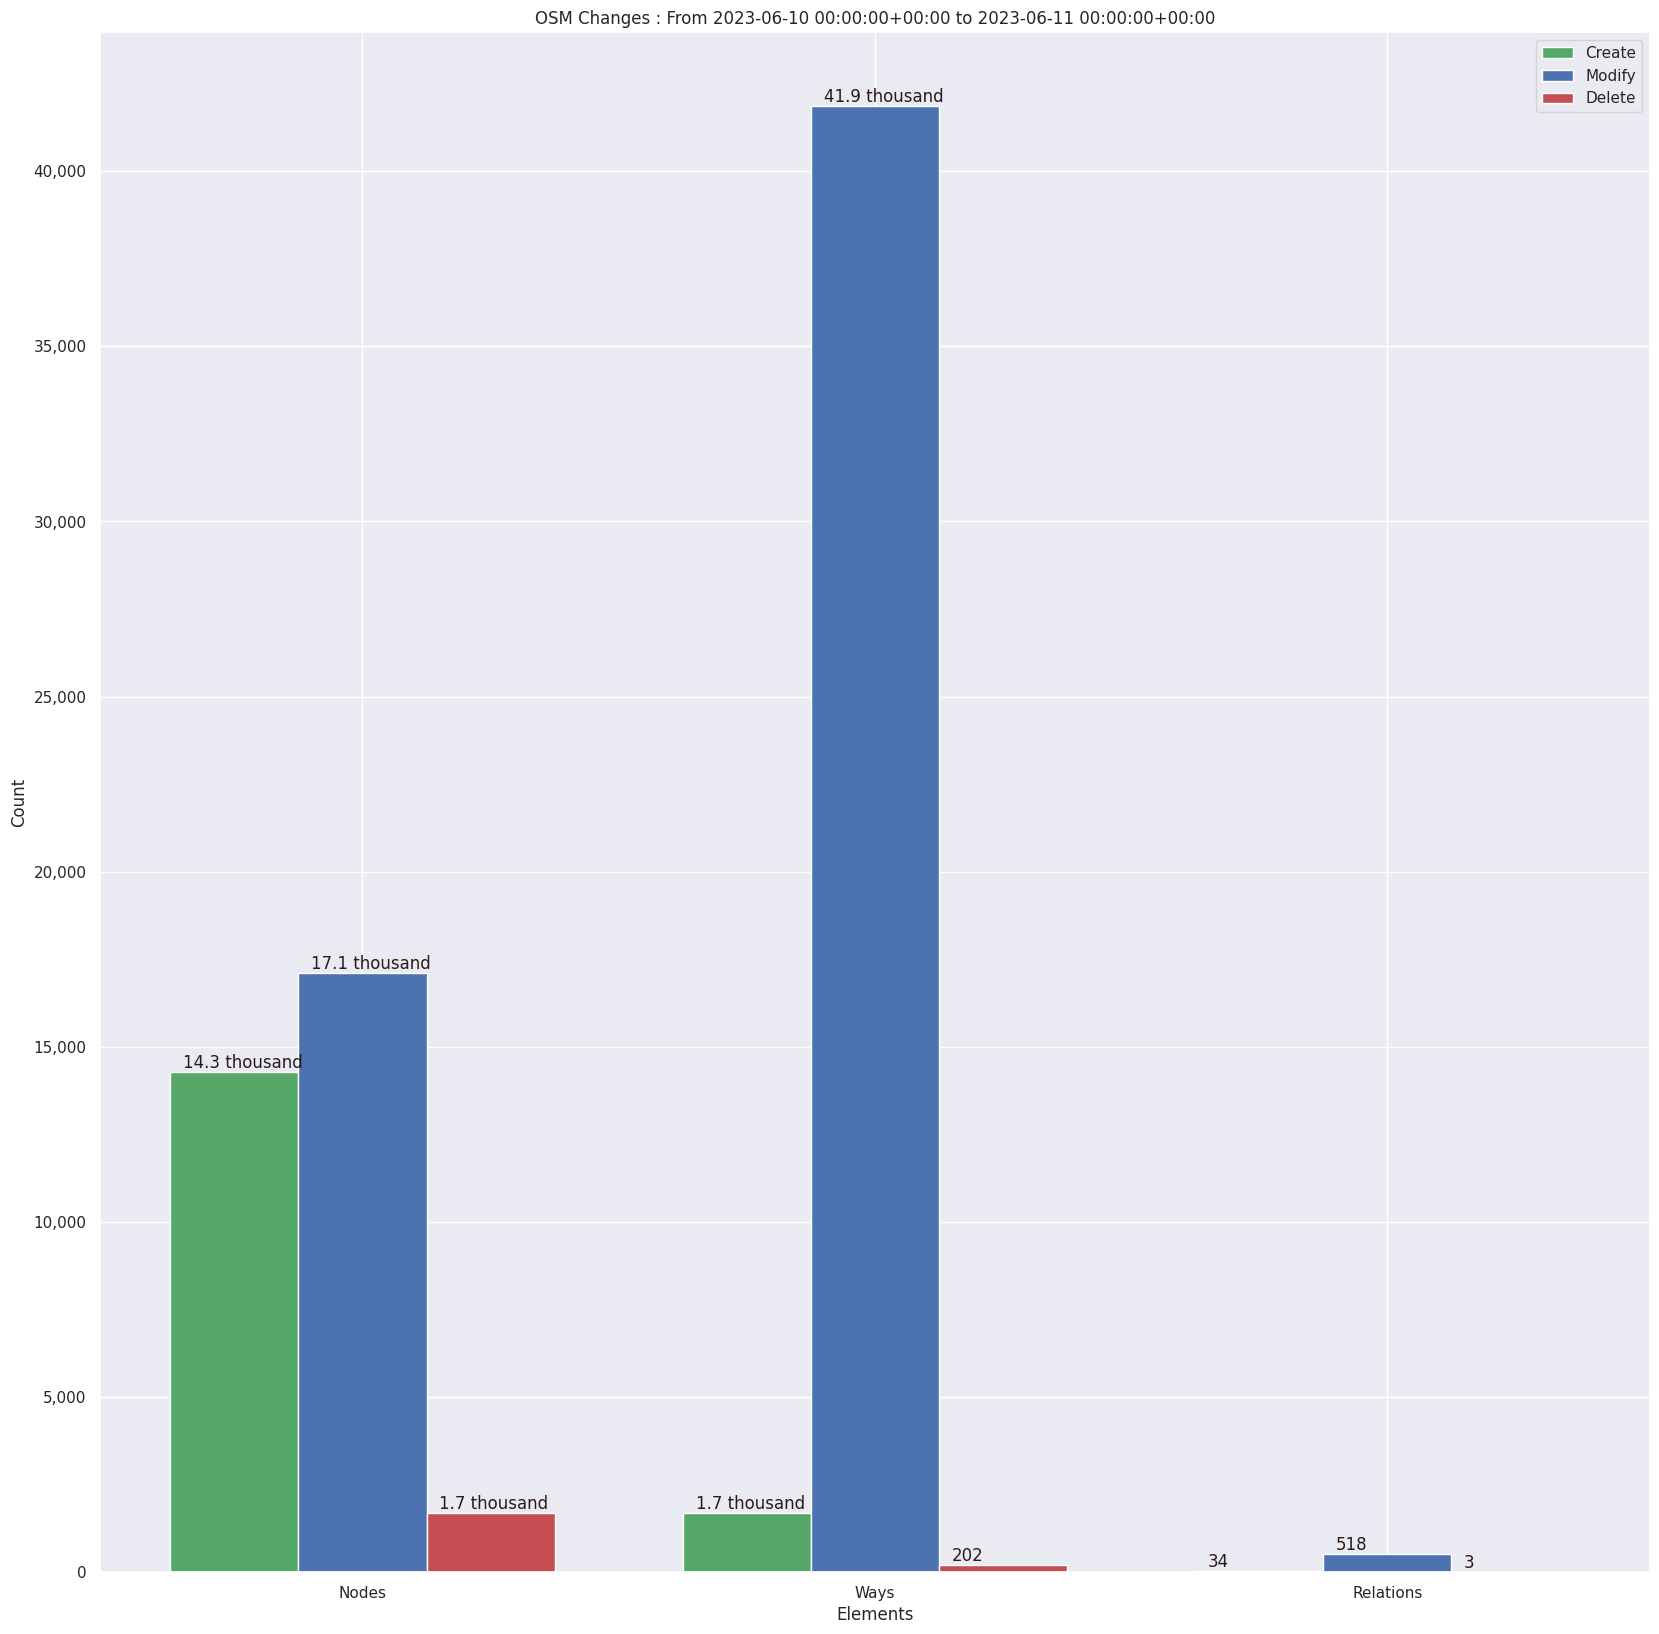 OSM Changes : From 2023-06-10 00:00:00+00:00 to 2023-06-11 00:00:00+00:00
Create
Modify
Delete
41.9 thousand
40,000
35,000
30,000
25,000
Count
20,000
17.1 thousand
15,000
14.3 thousand
10,000
5,000
1.7 thousand
1.7 thousand
202
34
518
3
0
Nodes
Ways
Relations
Elements